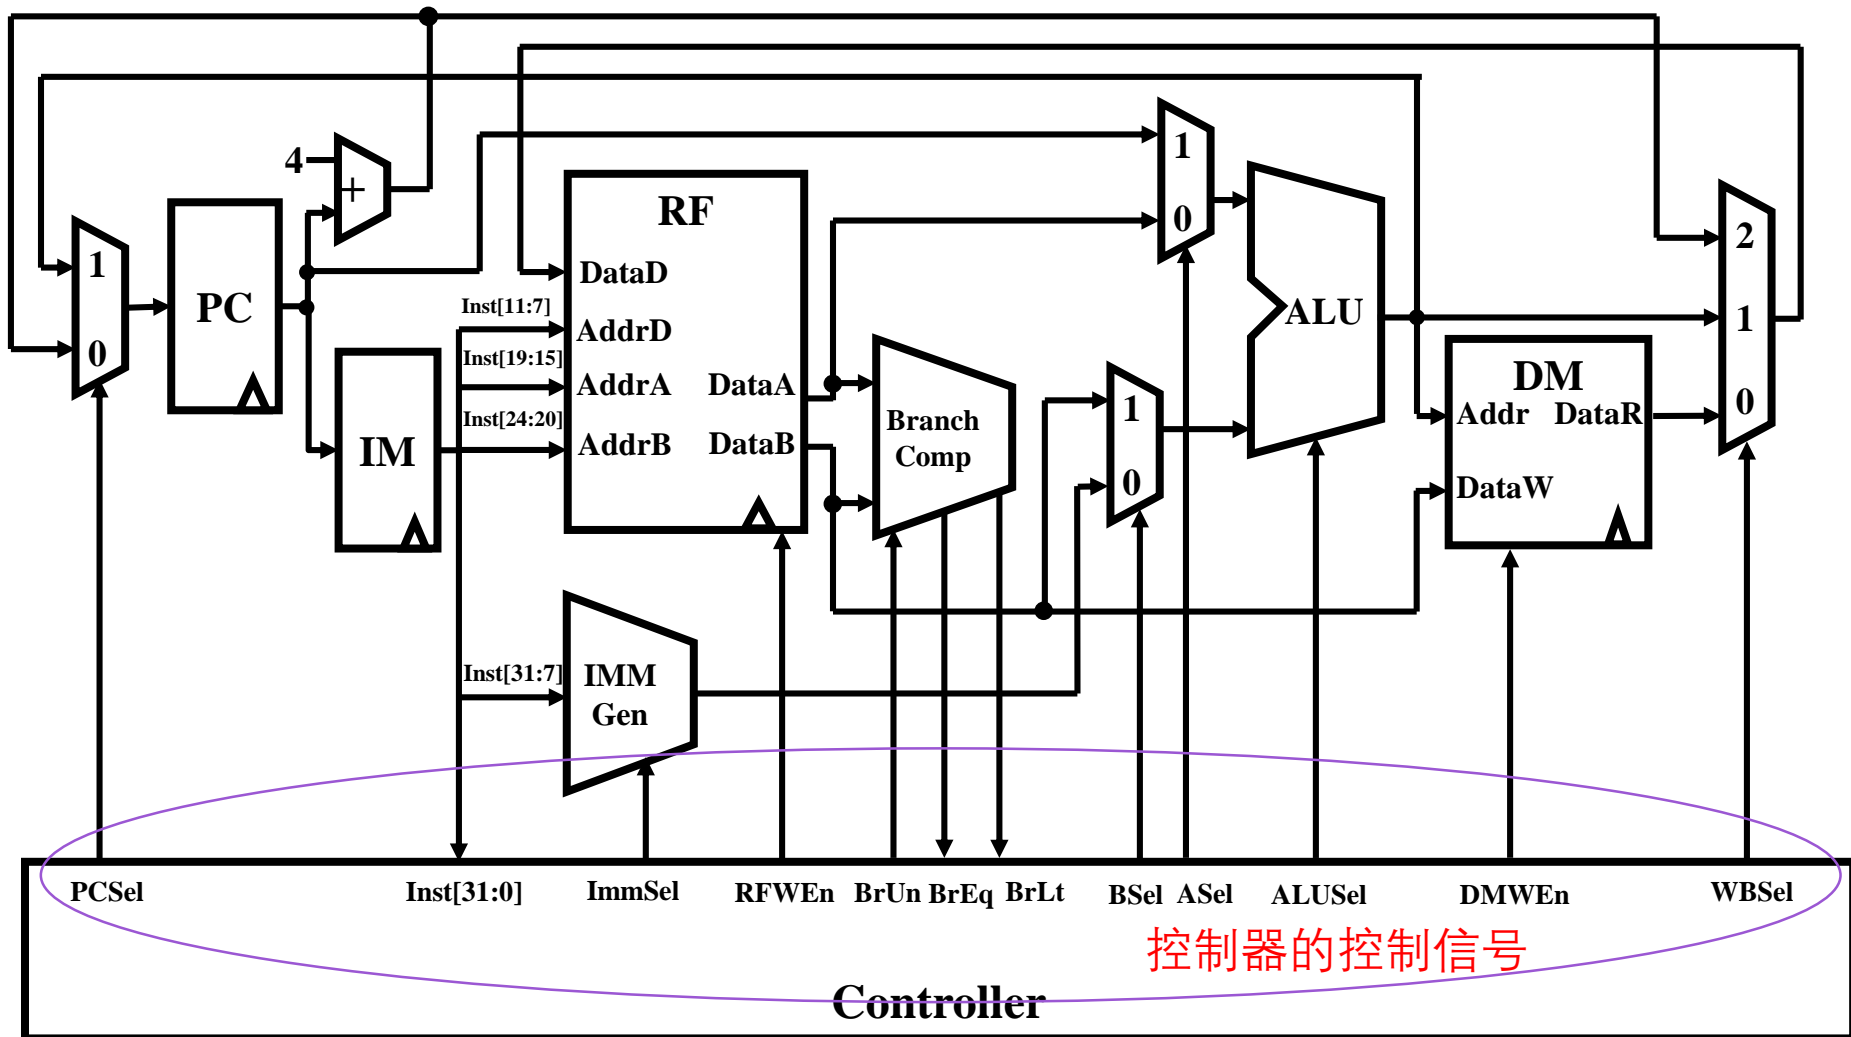 4
+
1
0
PC
IM
Inst[11:7]
Inst[19:15]
Inst[24:20]
Inst[31:7]
RF
DataD
AddrD
AddrA
AddrB
DataA
DataB
IMM
Gen
Branch
Comp
1
0
1
0
ALU
DM
Addr
DataR
DataW
2
1
0
PCSel
Inst[31:0]
ImmSel
RFWEn
BrUn
BrEq
BrLt
BSel
ASel
ALUSel
DMWEn
WBSel
控制器的控制信号
Controller